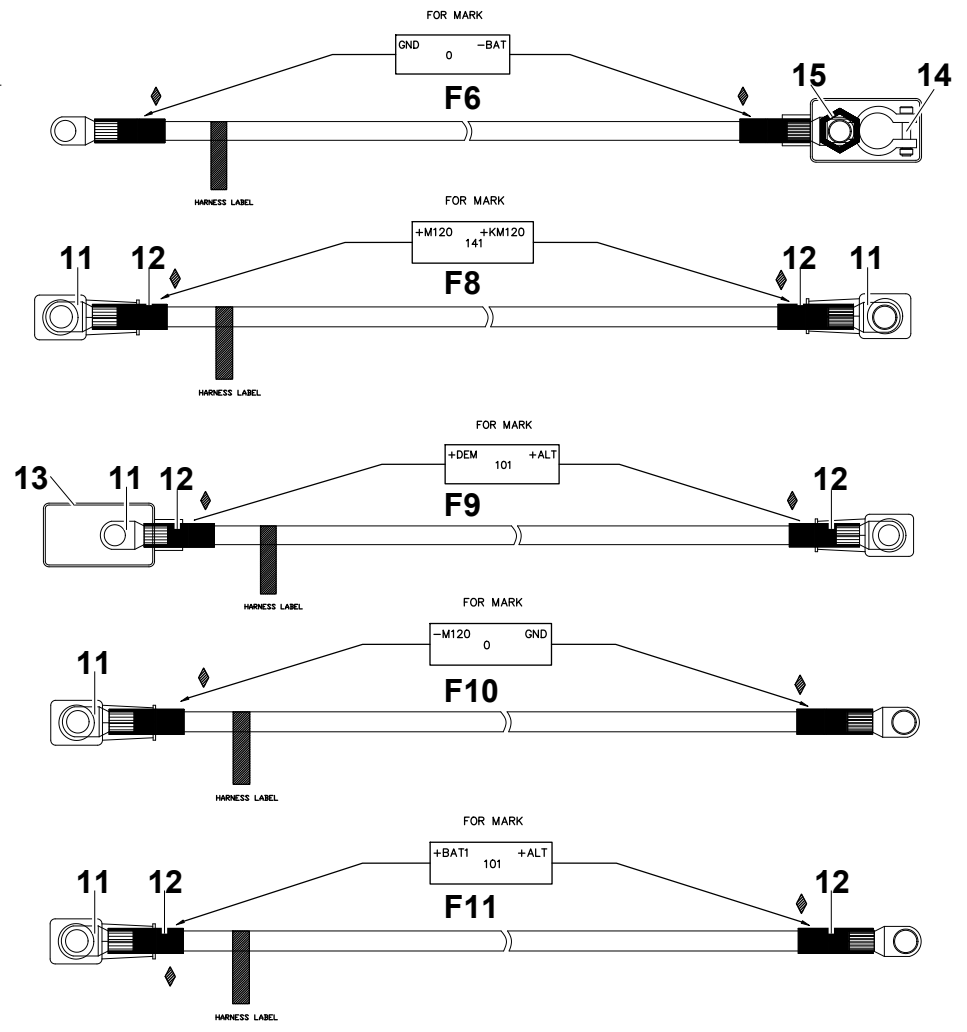 FOR MARK
GND -BAT
0
F6
15 14
HARNESS LABEL
FOR MARK
+M120 +KM120
141
11 12 F8 12 11
HARNESS LABEL
FOR MARK
+DEM +ALT
101
13 11 12 F9 12
HARNESS LABEL
FOR MARK
-M120 GND
0
11 F10
HARNESS LABEL
FOR MARK
+BAT1 +ALT
101
11 12 F11 12
HARNESS LABEL